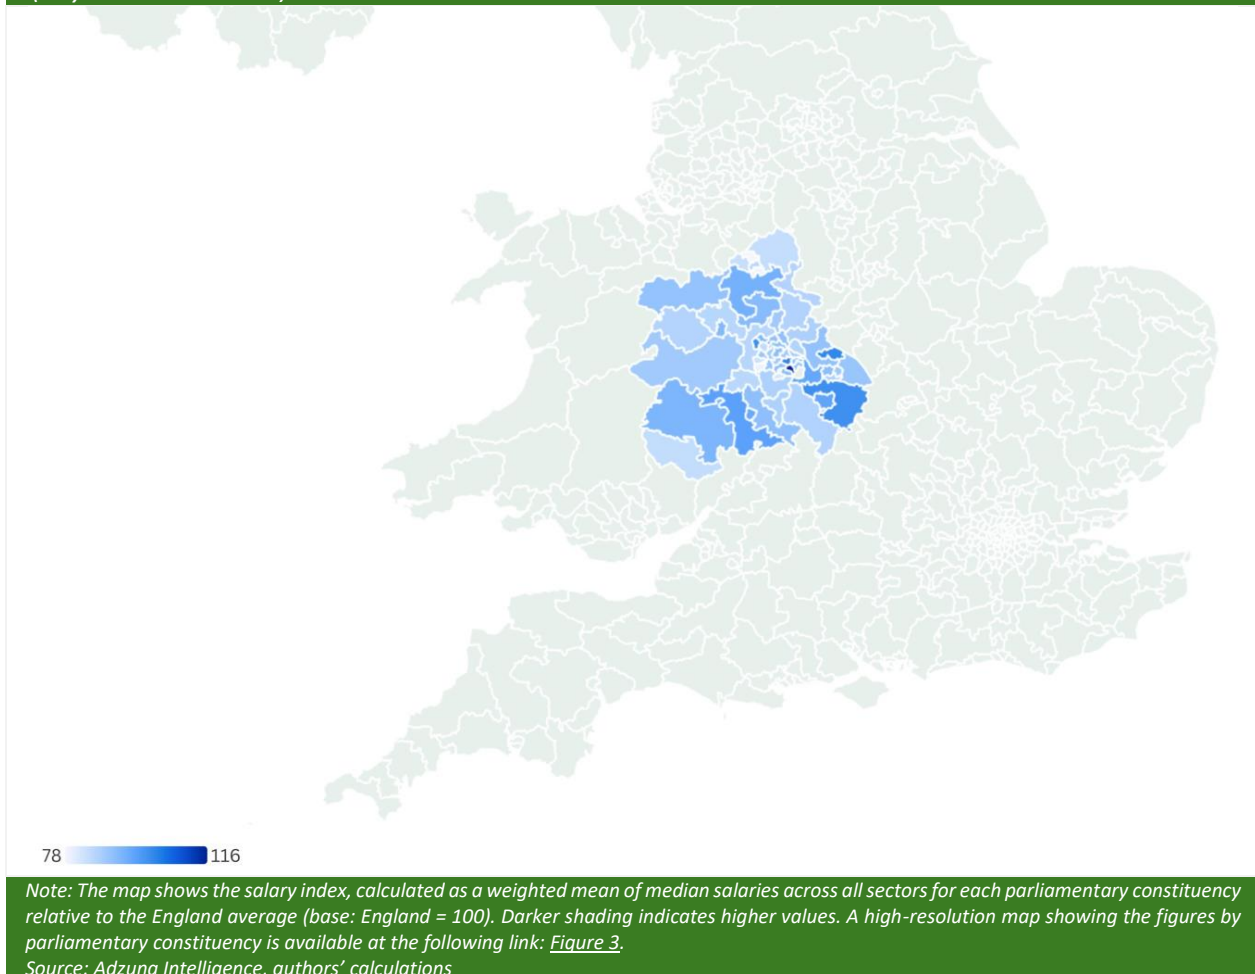 78
116
Note: The map shows the salary index, calculated as a weighted mean of median salaries across all sectors for each parliamentary constituency
relative to the England average (base: England = 100). Darker shading indicates higher values. A high-resolution map showing the figures by
parliamentary constituency is available at the following link: Figure 3.
Source: Adzuna Intelligence, authors' calculations